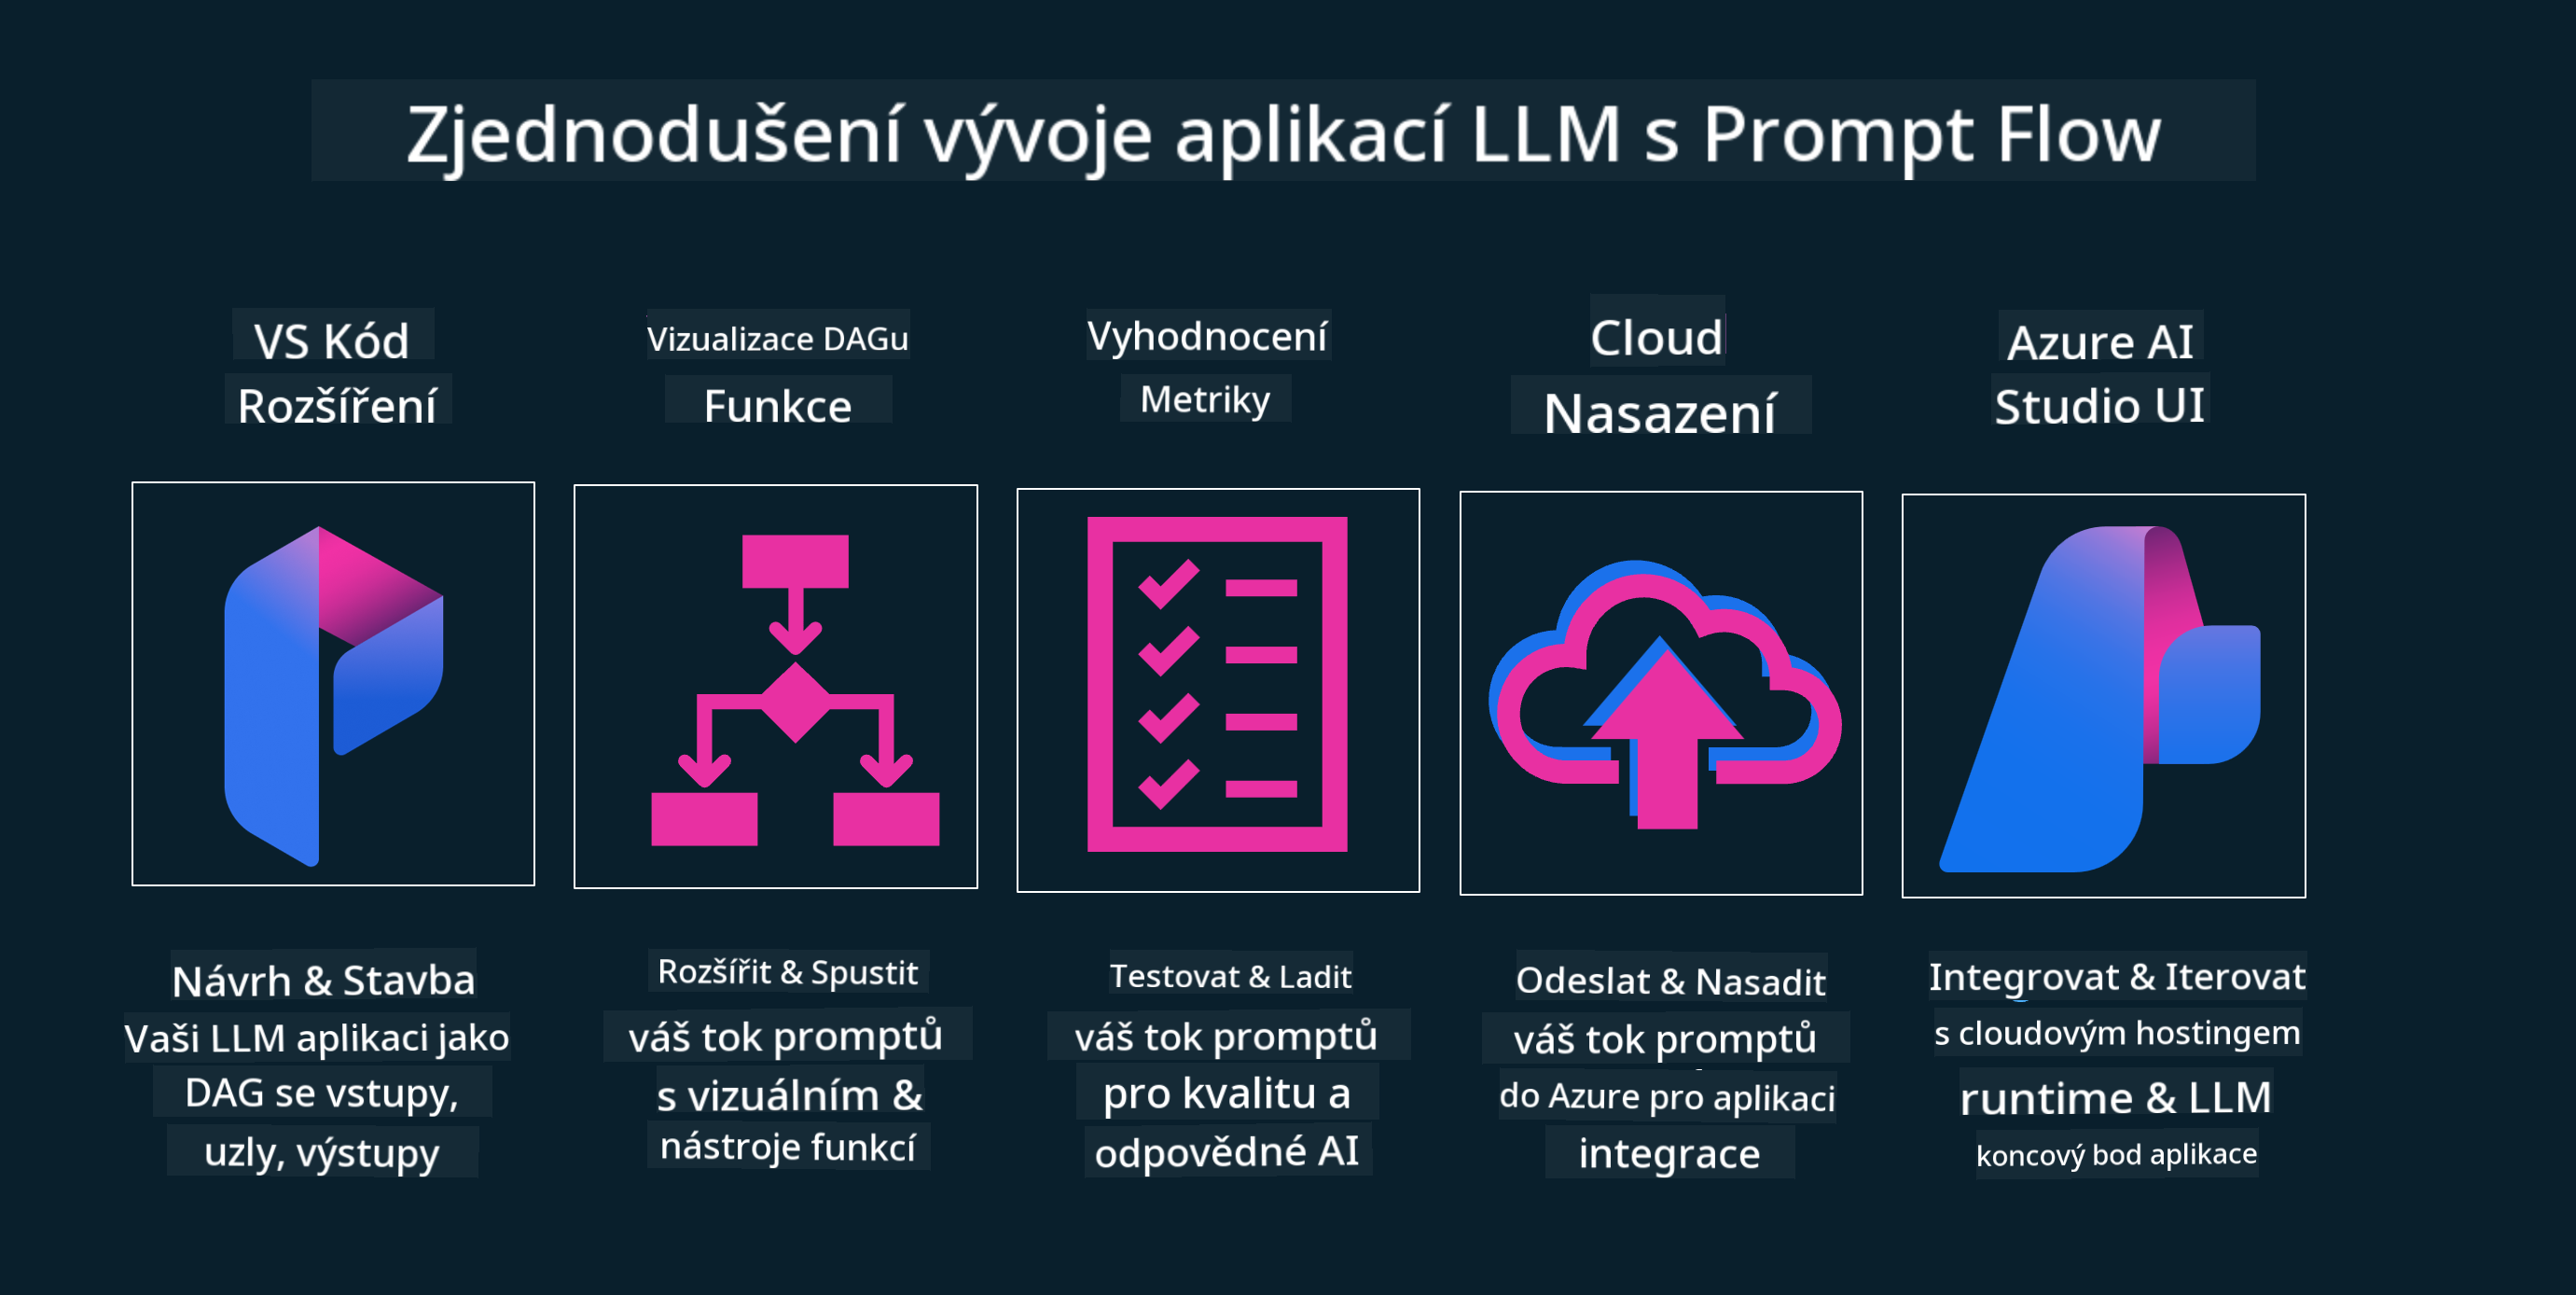 Zjednodušení vývoje aplikací LLM s Prompt Flow
VS Kód
Rozšíření
Vizualizace DAGu
Funkce
Vyhodnocení
Metriky
Cloud
Nasazení
Azure AI
Studio UI
Návrh & Stavba
Vaši LLM aplikaci jako
DAG se vstupy,
uzly, výstupy
Rozšířit & Spustit
váš tok promptů
s vizuálním &
nástroje funkcí
Testovat & Ladit
váš tok promptů
pro kvalitu a
odpovědné AI
Odeslat & Nasadit
váš tok promptů
do Azure pro aplikaci
integrace
Integrovat & Iterovat
s cloudovým hostingem
runtime & LLM
koncový bod aplikace